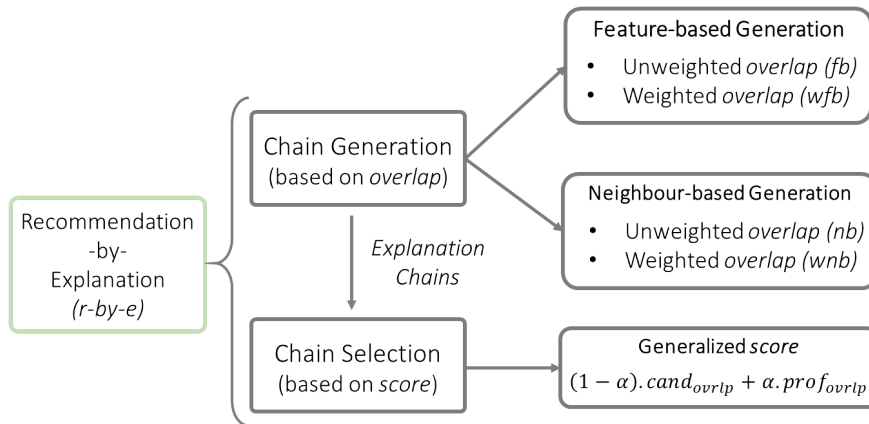 Recommendation
-by-
Explanation
(r-by-e)
Chain Generation
(based on overlap)
Explanation
Chains
Chain Selection
(based on score)
Feature-based Generation
• Unweighted overlap (fb)
• Weighted overlap (wfb)
Neighbour-based Generation
• Unweighted overlap (nb)
• Weighted overlap (wnb)
Generalized score
(1 − α).cand_ovrlp + α.prof_ovrlp